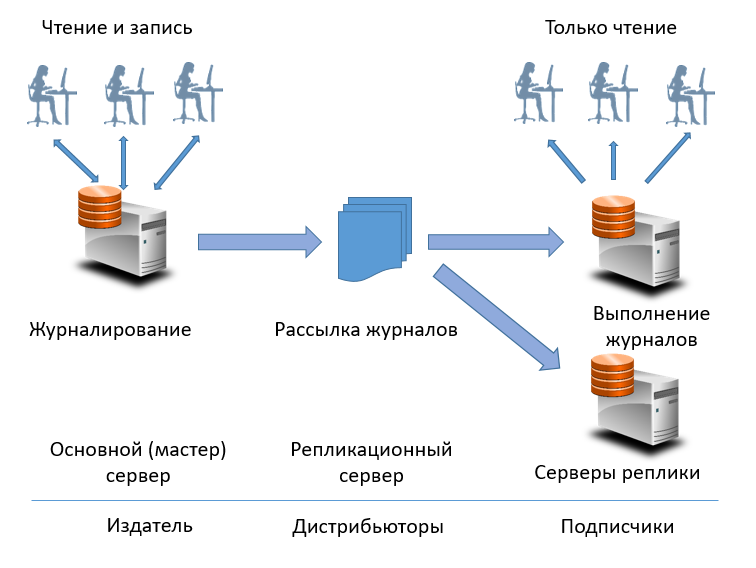 Чтение и запись
Только чтение
Журналирование
Рассылка журналов
Выполнение
журналов
Основной (мастер)
сервер
Репликационный
сервер
Серверы реплики
Издатель
Дистрибьюторы
Подписчики